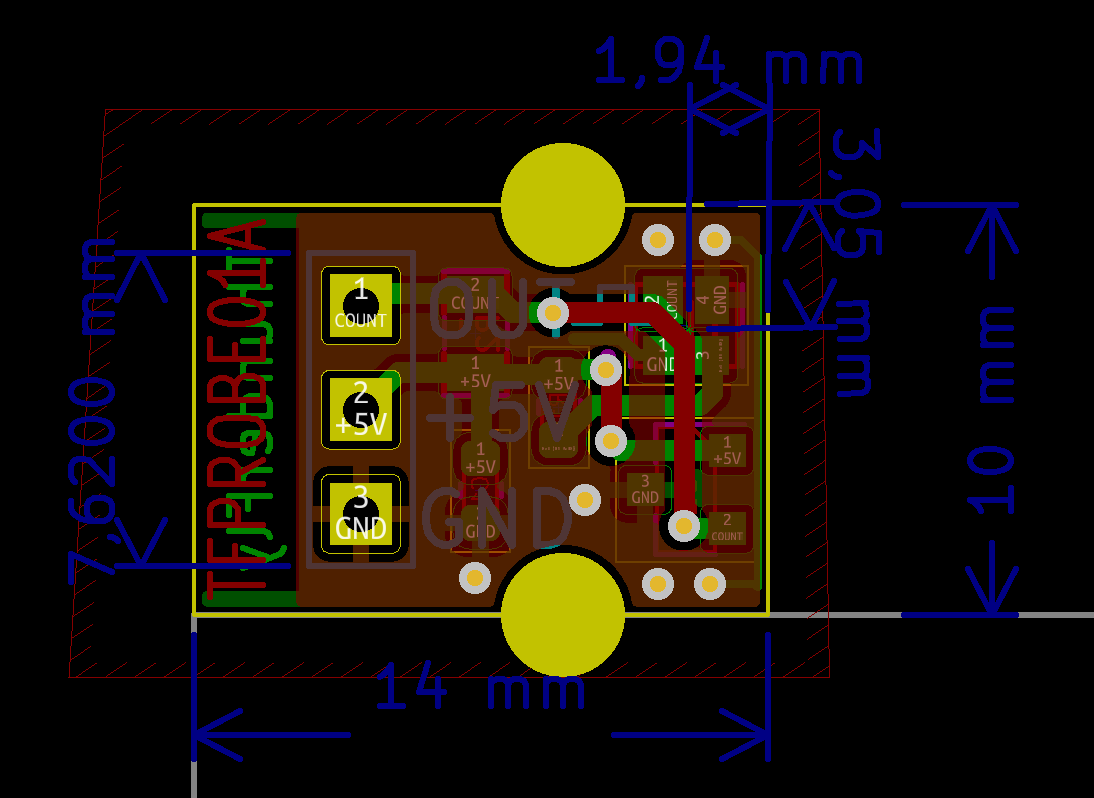 1,94 mm
3,05 mm
7,6200 mm
10 mm
14 mm
TEPROBE01A
1
COUNT
2
+5V
3
GND
OUT
+5V
GND
2
COUNT
1
+5V
1
+5V
1
+5V
GND
2
COUNT
4
GND
1
GND
3
1
+5V
3
GND
2
COUNT